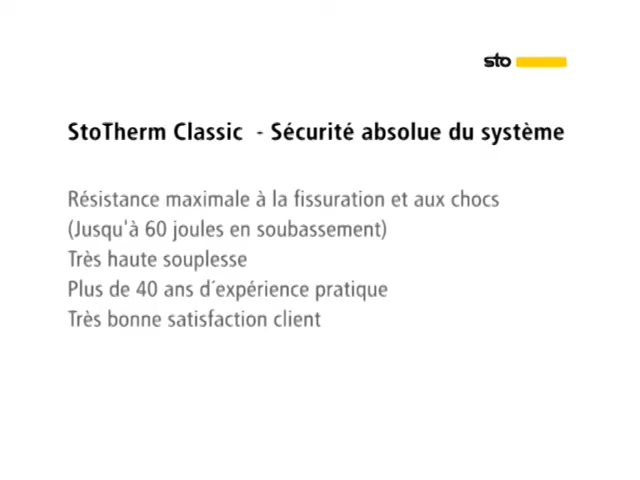 sto
StoTherm Classic - Sécurité absolue du système
Résistance maximale à la fissuration et aux chocs
(Jusqu'à 60 joules en soubassement)
Très haute souplesse
Plus de 40 ans d´expérience pratique
Très bonne satisfaction client